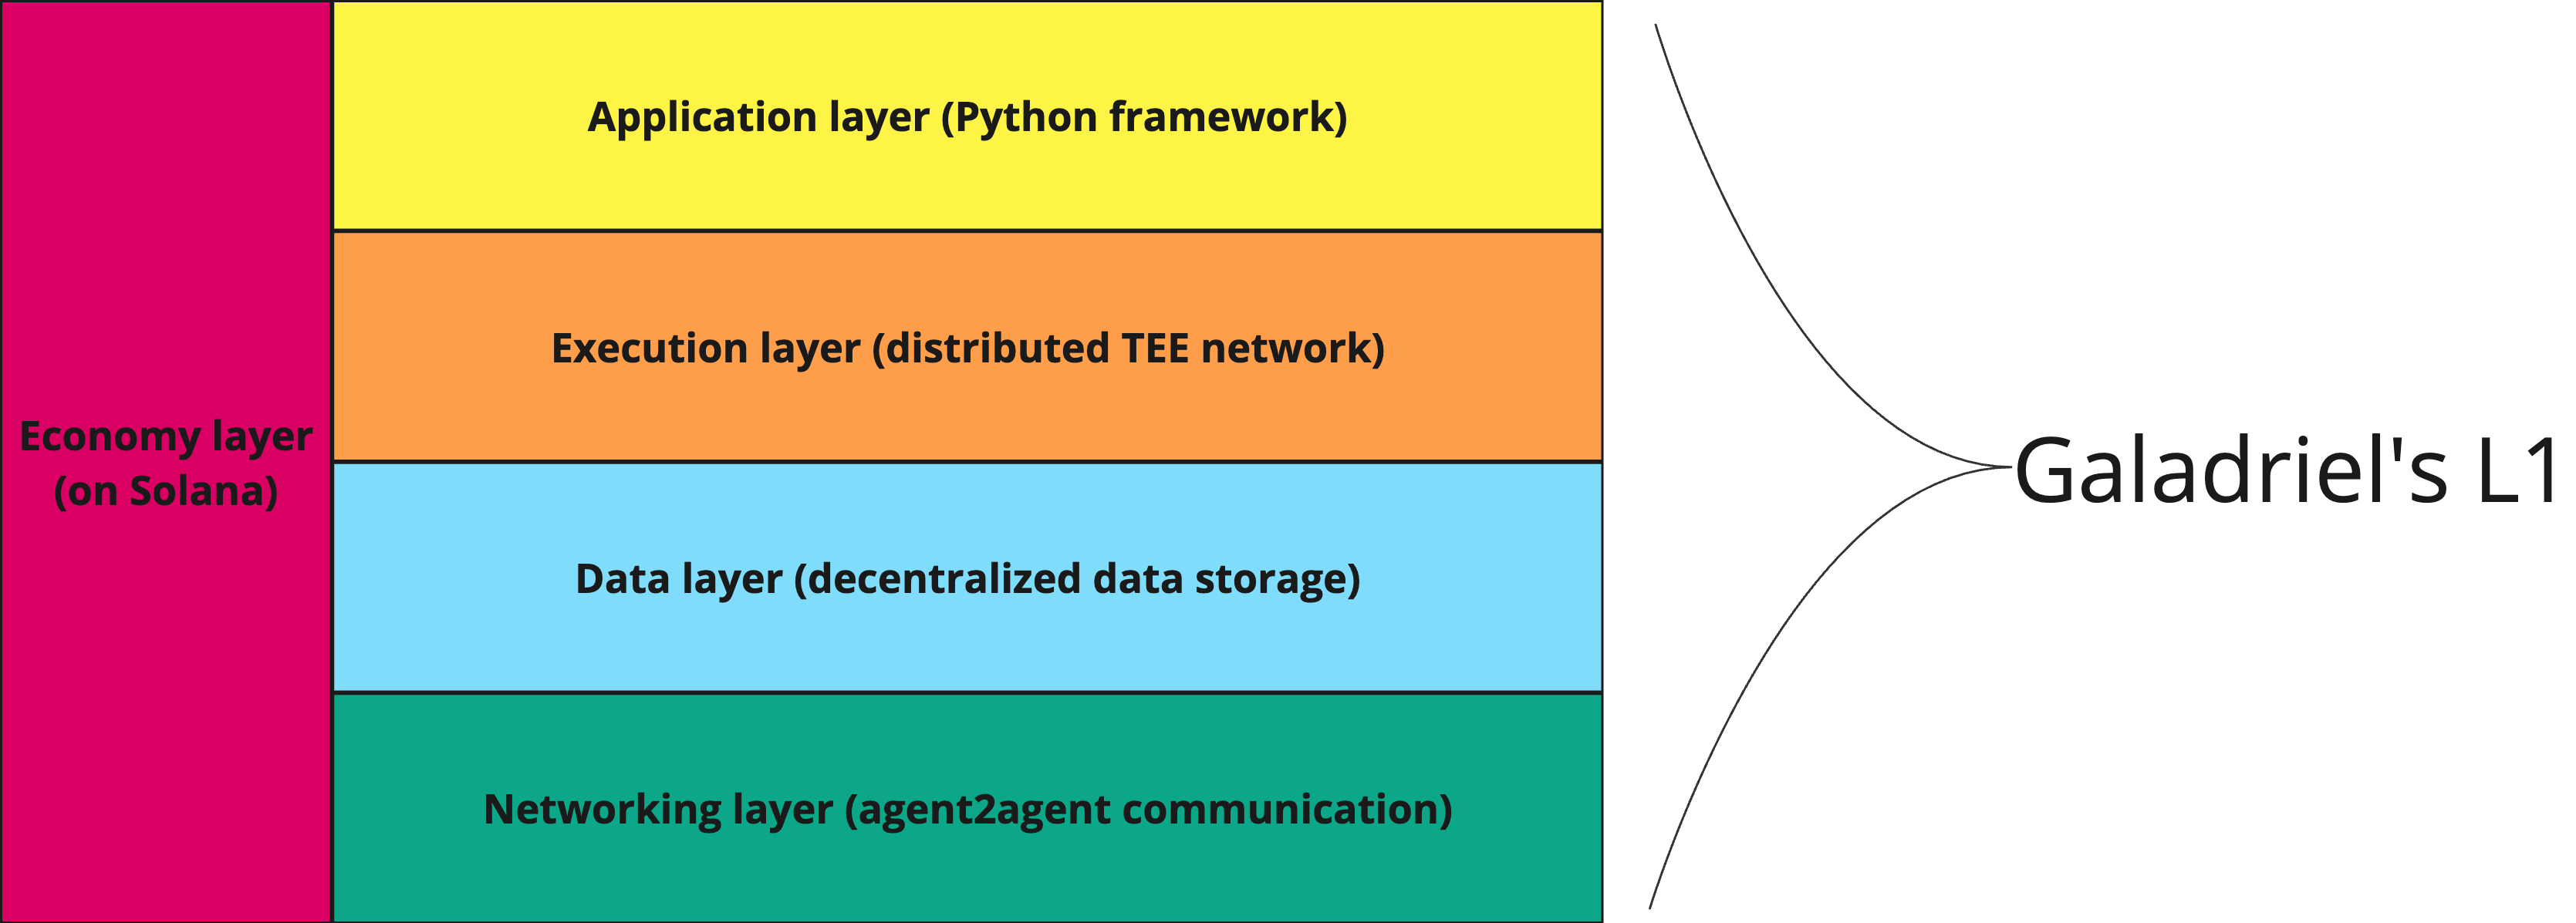 Economy layer
(on Solana)
Application layer (Python framework)
Execution layer (distributed TEE network)
Data layer (decentralized data storage)
Networking layer (agent2agent communication)
Galadriel's L1